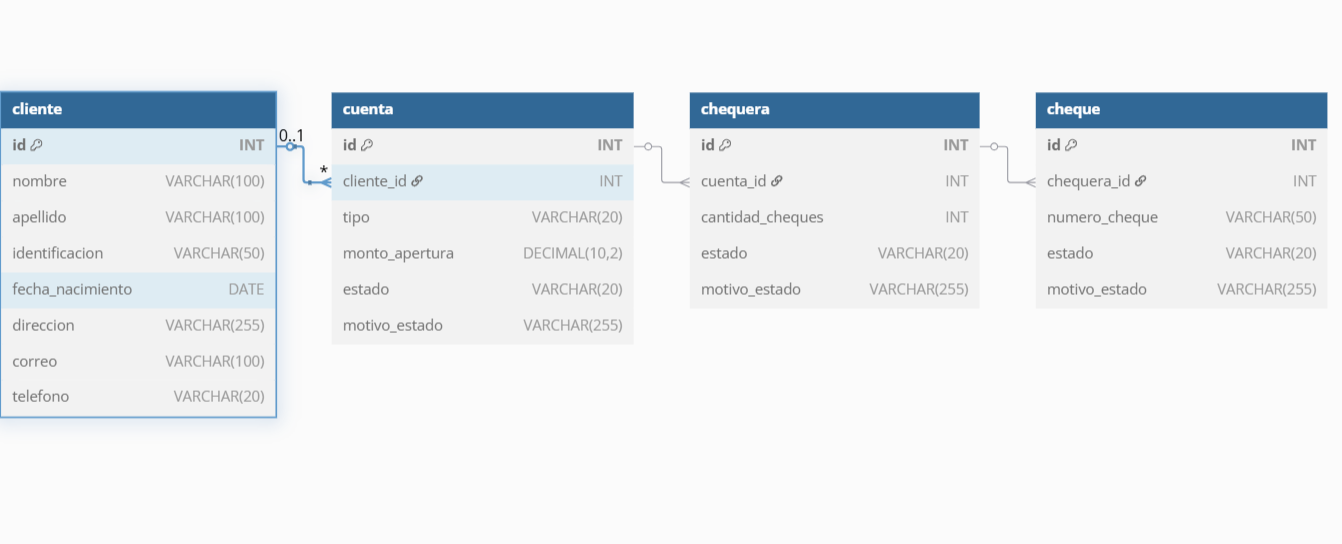 cliente
id INT
nombre VARCHAR(100)
apellido VARCHAR(100)
identificacion VARCHAR(50)
fecha_nacimiento DATE
direccion VARCHAR(255)
correo VARCHAR(100)
telefono VARCHAR(20)
0..1
*
cuenta
id INT
cliente_id INT
tipo VARCHAR(20)
monto_apertura DECIMAL(10,2)
estado VARCHAR(20)
motivo_estado VARCHAR(255)
chequera
id INT
cuenta_id INT
cantidad_cheques INT
estado VARCHAR(20)
motivo_estado VARCHAR(255)
cheque
id INT
chequera_id INT
numero_cheque VARCHAR(50)
estado VARCHAR(20)
motivo_estado VARCHAR(255)